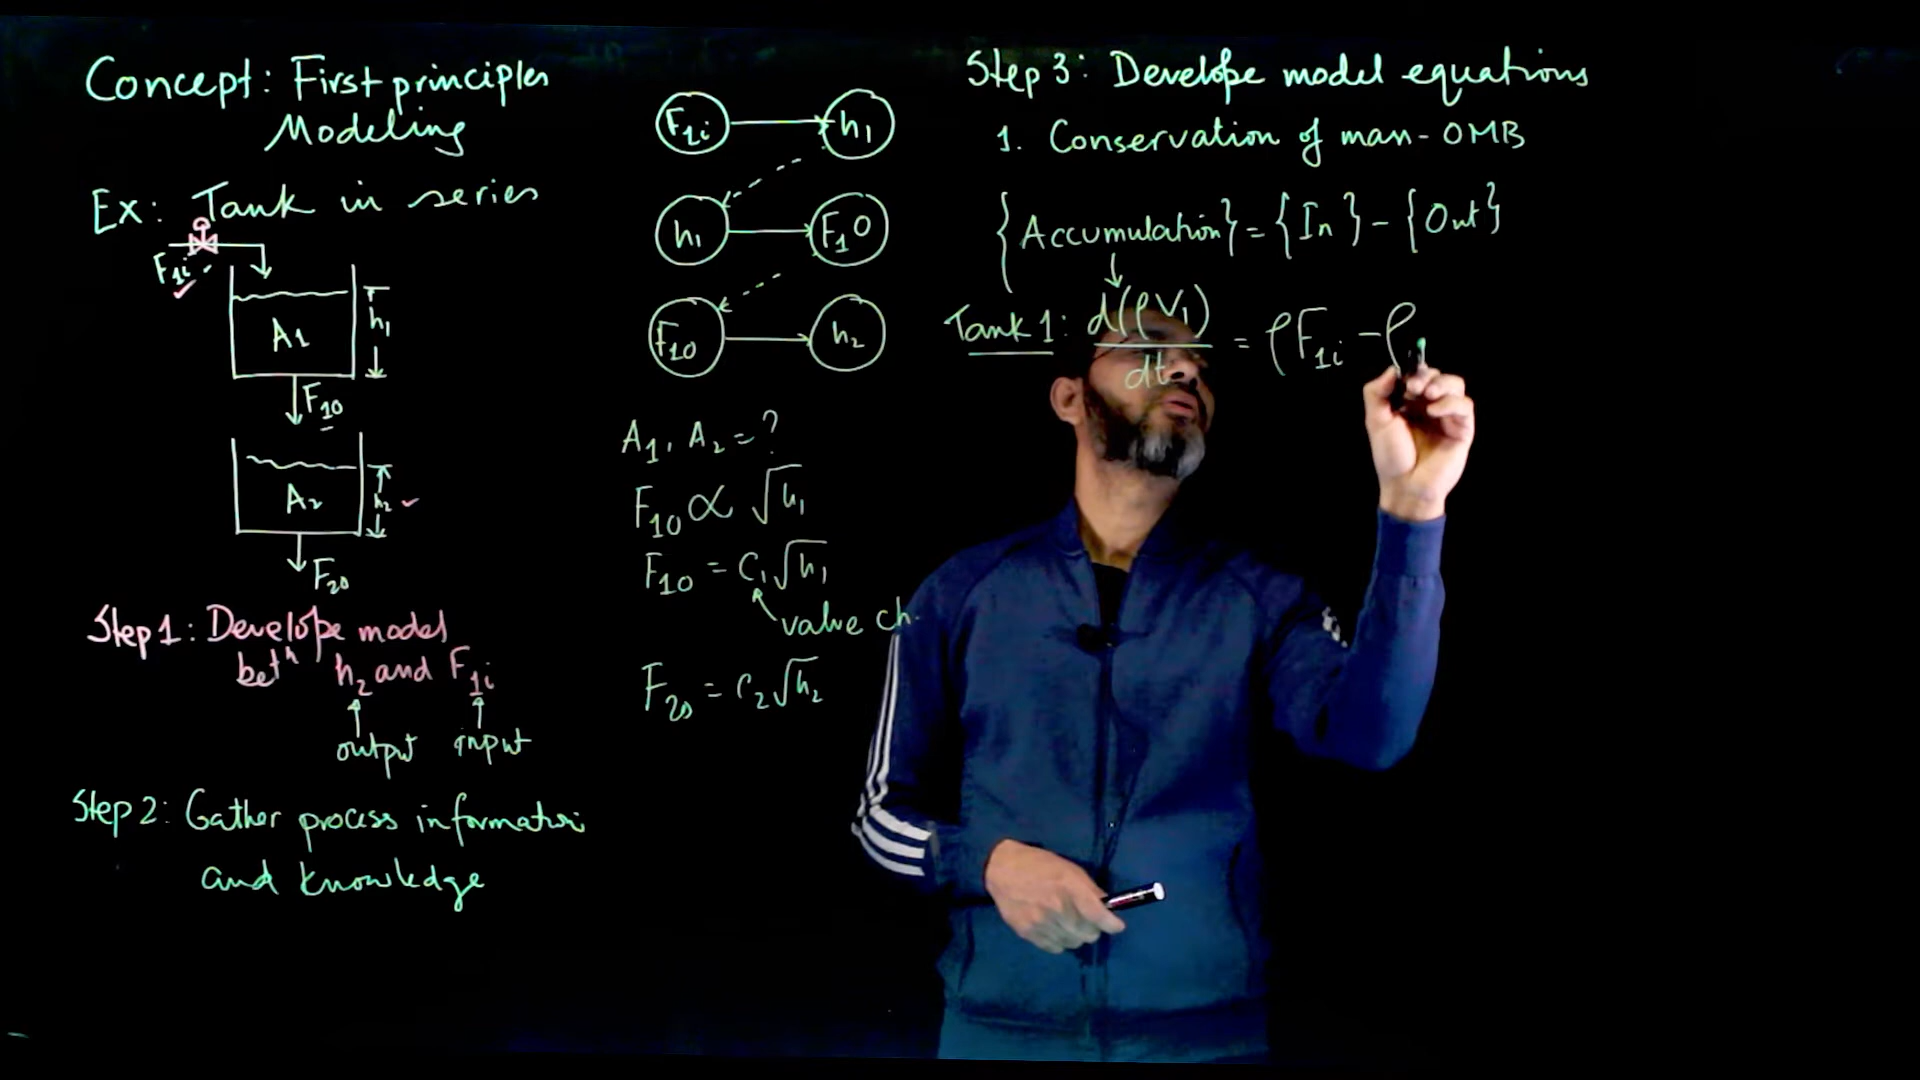 Concept: First principles
Modeling
Ex: Tank in series
F1i
A1
h1
F10
A2
h2
F20
Step 1: Develope model
betⁿ h2 and F1i
output input
Step 2: Gather process information
and knowledge
F1i h1
h1 F10
F10 h2
A1, A2 = ?
F10 ∝ √h1
F10 = C1√h1
valve ch.
F20 = C2√h2
Step 3: Develope model equations
1. Conservation of mass - OMB
{Accumulation} = {In} - {Out}
Tank 1: d(ρV1)/dt = ρF1i - ρ